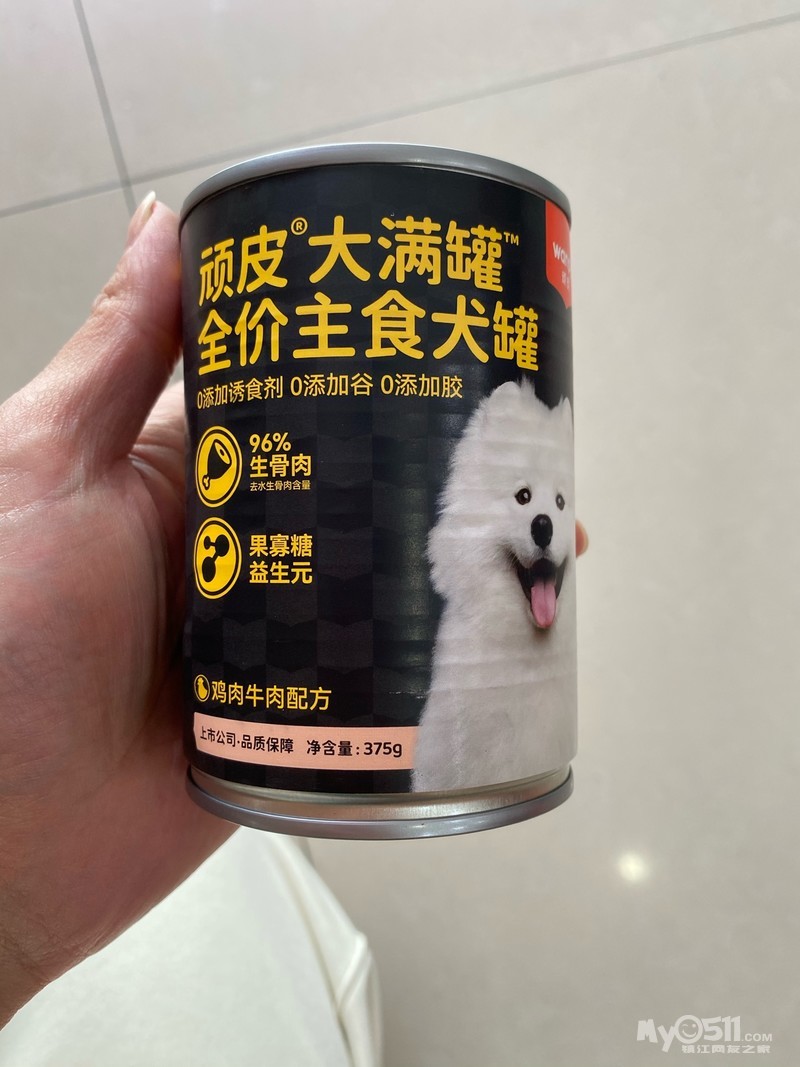 顽皮® 大满罐™
全价主食犬罐
0添加诱食剂 0添加谷 0添加胶
96%
生骨肉
去水生骨肉含量
果寡糖
益生元
鸡肉牛肉配方
上市公司·品质保障 净含量:375g
My0511.COM
镇江网友之家